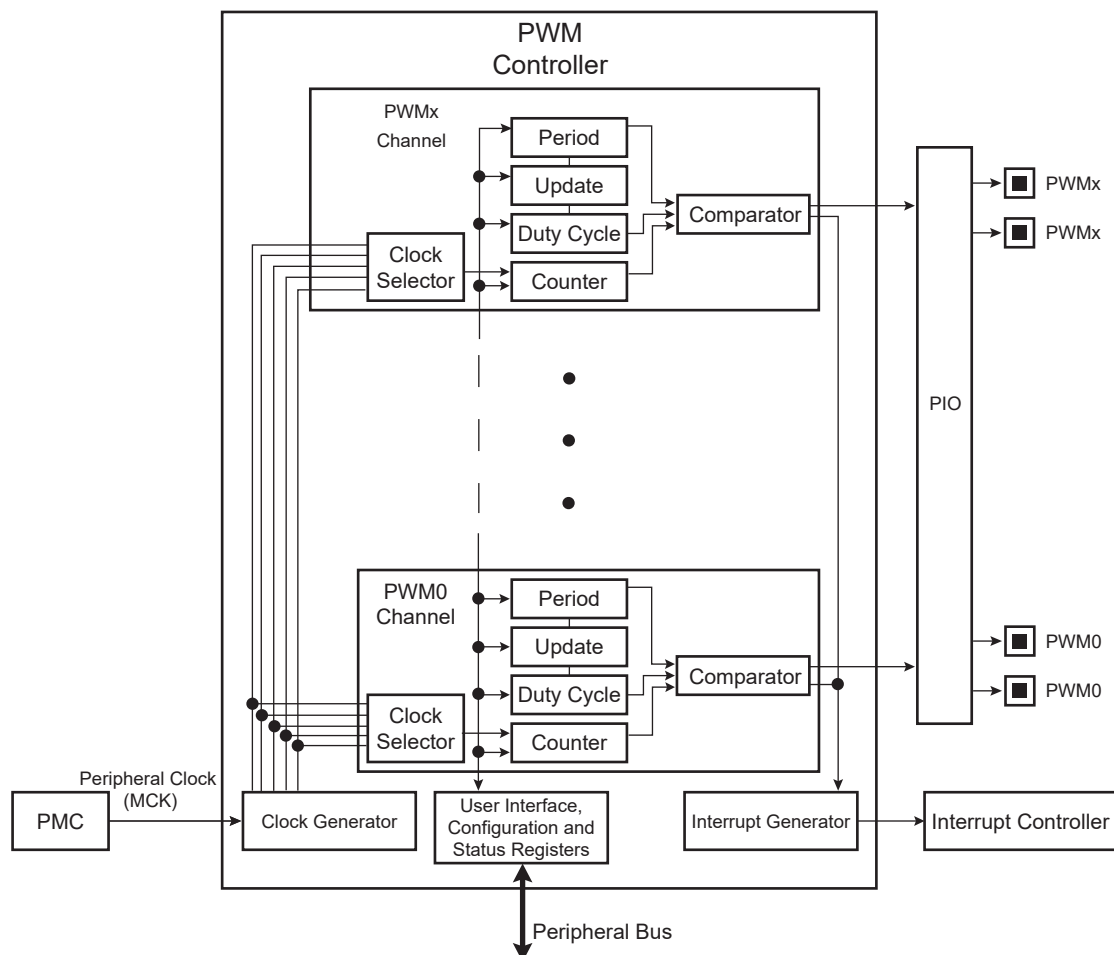 PWM
Controller
PWMx
Channel
Period
Update
Duty Cycle
Counter
Clock
Selector
Comparator
PIO
PWMx
PWMx
PWM0
Channel
Period
Update
Duty Cycle
Counter
Clock
Selector
Comparator
PWM0
PWM0
Peripheral Clock
(MCK)
PMC
Clock Generator
User Interface,
Configuration and
Status Registers
Interrupt Generator
Interrupt Controller
Peripheral Bus